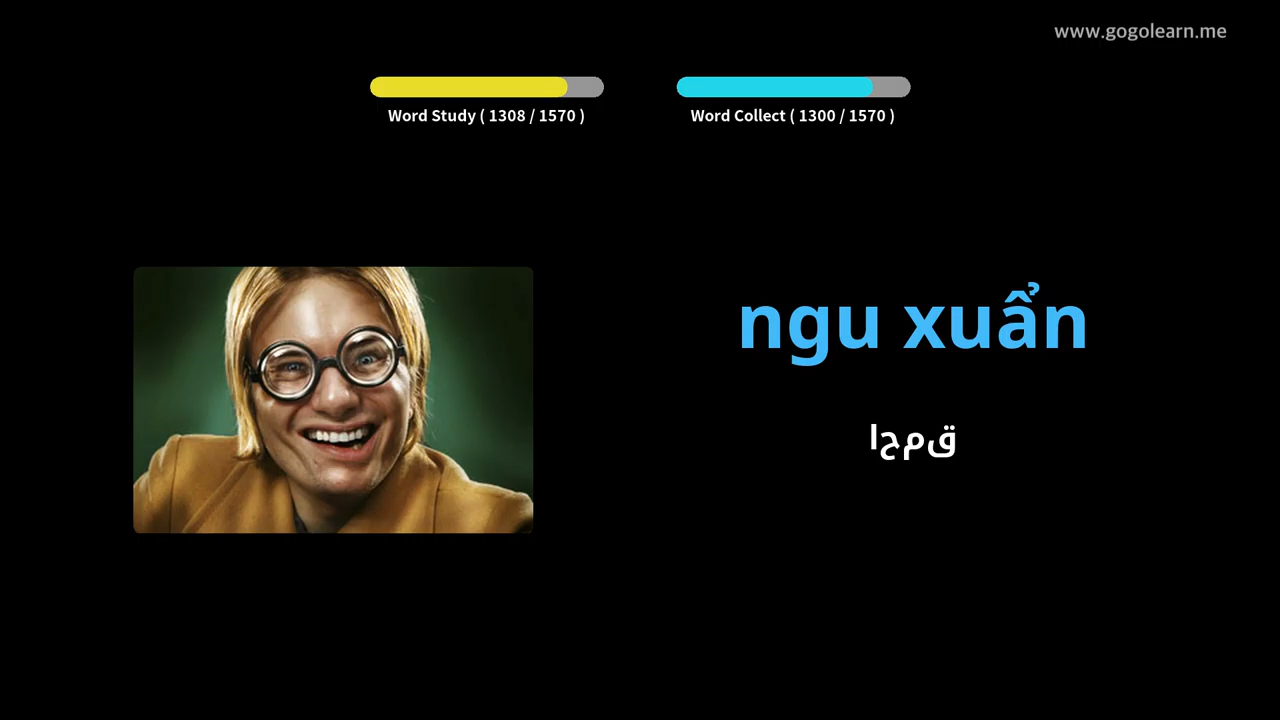 www.gogolearn.me
Word Study ( 1308 / 1570 )
Word Collect ( 1300 / 1570 )
ngu xuẩn
احمق